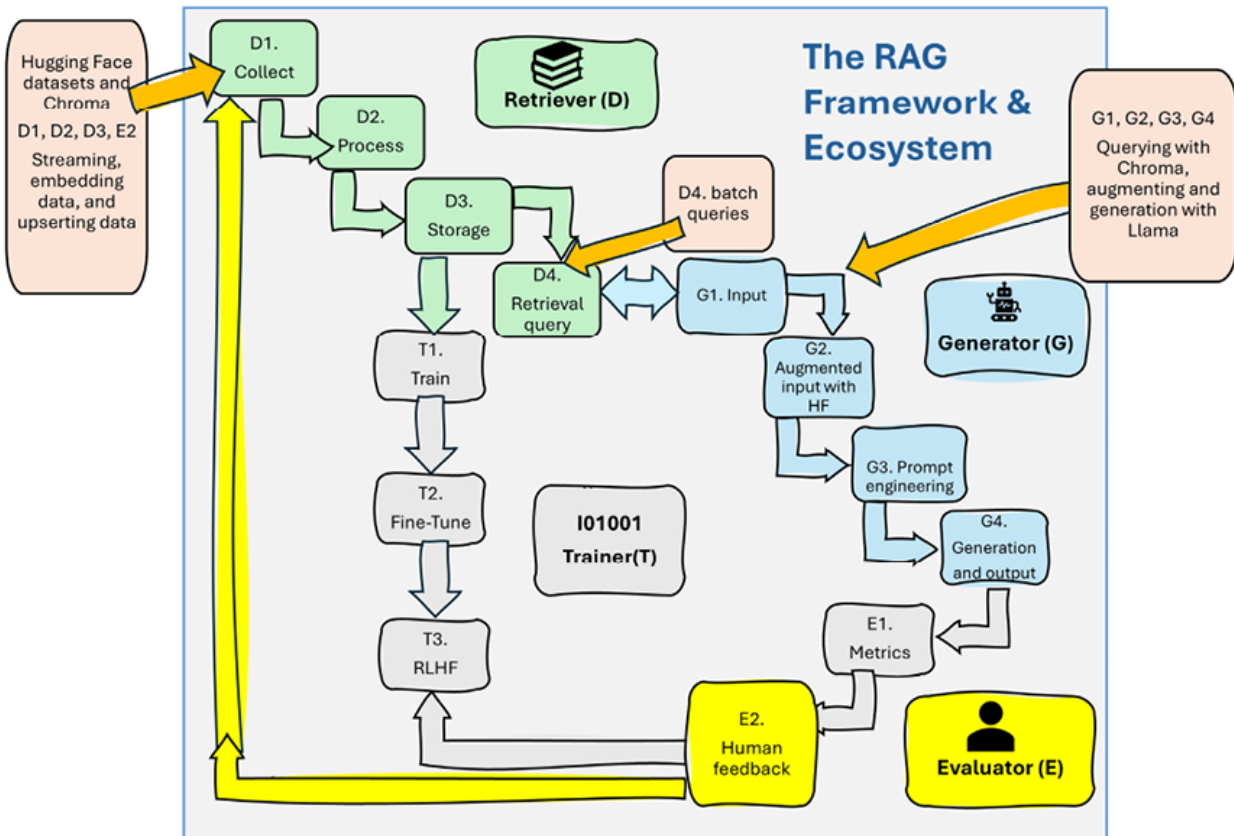 The RAG
Framework &
Ecosystem
Hugging Face
datasets and
Chroma
D1, D2, D3, E2
Streaming,
embedding
data, and
upserting data
D1.
Collect
D2.
Process
D3.
Storage
Retriever (D)
D4. batch
queries
D4.
Retrieval
query
G1. Input
G1, G2, G3, G4
Querying with
Chroma,
augmenting and
generation with
Llama
Generator (G)
G2.
Augmented
input with
HF
G3. Prompt
engineering
G4.
Generation
and output
T1.
Train
T2.
Fine-Tune
T3.
RLHF
I01001
Trainer(T)
E1.
Metrics
E2.
Human
feedback
Evaluator (E)